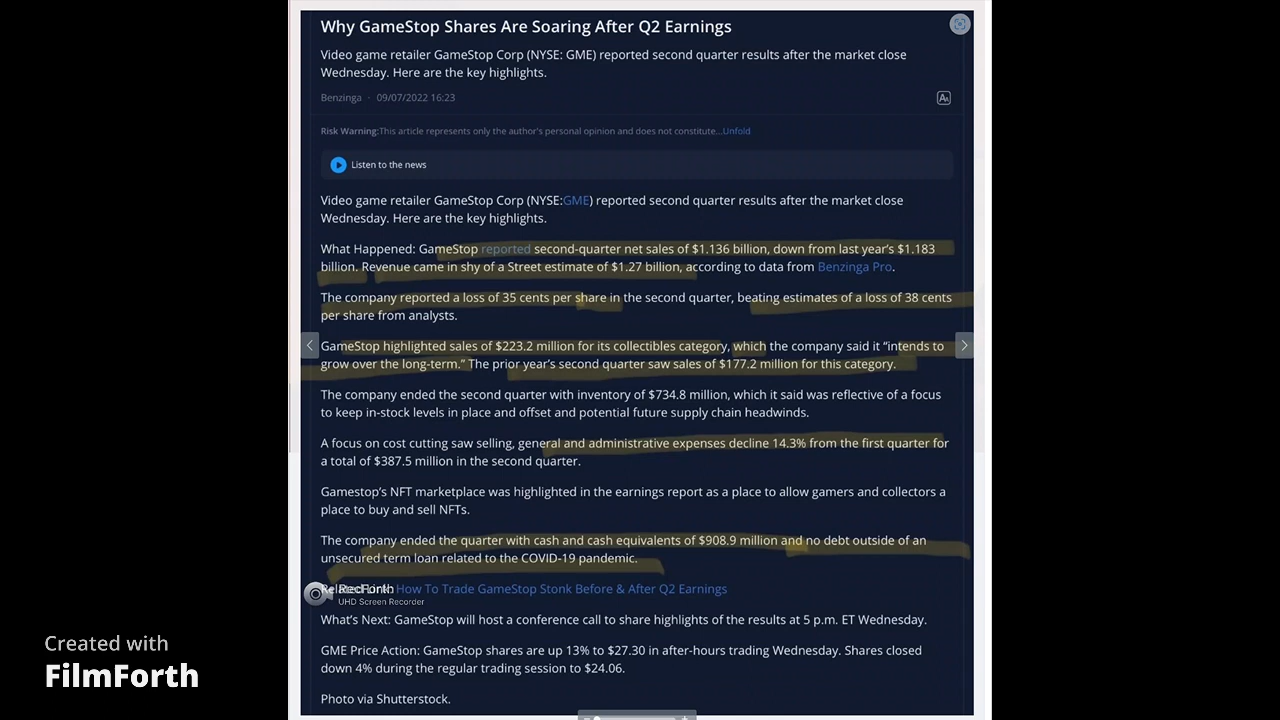 Why GameStop Shares Are Soaring After Q2 Earnings
Video game retailer GameStop Corp (NYSE: GME) reported second quarter results after the market close
Wednesday. Here are the key highlights.
Benzinga · 09/07/2022 16:23
Risk Warning:This article represents only the author's personal opinion and does not constitute...Unfold
Listen to the news
Video game retailer GameStop Corp (NYSE:GME) reported second quarter results after the market close
Wednesday. Here are the key highlights.
What Happened: GameStop reported second-quarter net sales of $1.136 billion, down from last year's $1.183
billion. Revenue came in shy of a Street estimate of $1.27 billion, according to data from Benzinga Pro.
The company reported a loss of 35 cents per share in the second quarter, beating estimates of a loss of 38 cents
per share from analysts.
GameStop highlighted sales of $223.2 million for its collectibles category, which the company said it “intends to
grow over the long-term.” The prior year's second quarter saw sales of $177.2 million for this category.
The company ended the second quarter with inventory of $734.8 million, which it said was reflective of a focus
to keep in-stock levels in place and offset and potential future supply chain headwinds.
A focus on cost cutting saw selling, general and administrative expenses decline 14.3% from the first quarter for
a total of $387.5 million in the second quarter.
Gamestop's NFT marketplace was highlighted in the earnings report as a place to allow gamers and collectors a
place to buy and sell NFTs.
The company ended the quarter with cash and cash equivalents of $908.9 million and no debt outside of an
unsecured term loan related to the COVID-19 pandemic.
How To Trade GameStop Stonk Before & After Q2 Earnings
UHD Screen Recorder
What's Next: GameStop will host a conference call to share highlights of the results at 5 p.m. ET Wednesday.
GME Price Action: GameStop shares are up 13% to $27.30 in after-hours trading Wednesday. Shares closed
down 4% during the regular trading session to $24.06.
Photo via Shutterstock.
Created with
FilmForth